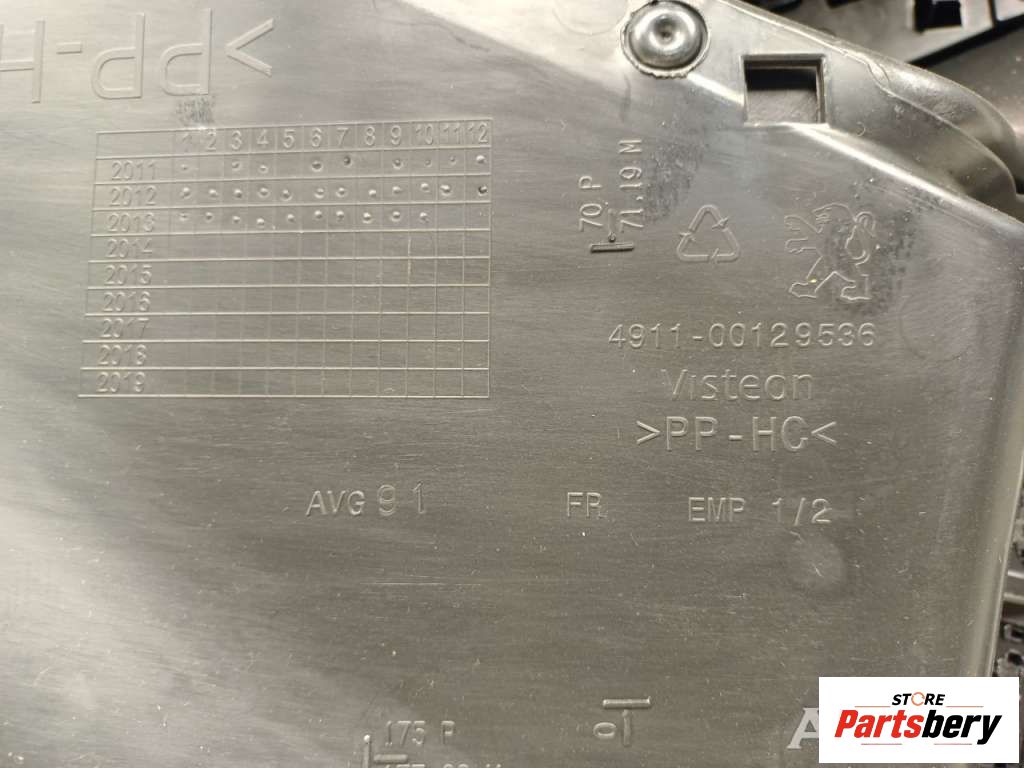 >PP-H
1 2 3 4 5 6 7 8 9 10 11 12
2011
2012
2013
2014
2015
2016
2017
2018
2019
70 P
71.19 M
4911-00129536
Visteon
>PP-HC<
AVG 91 FR EMP 1/2
175 P
STORE
Partsbery